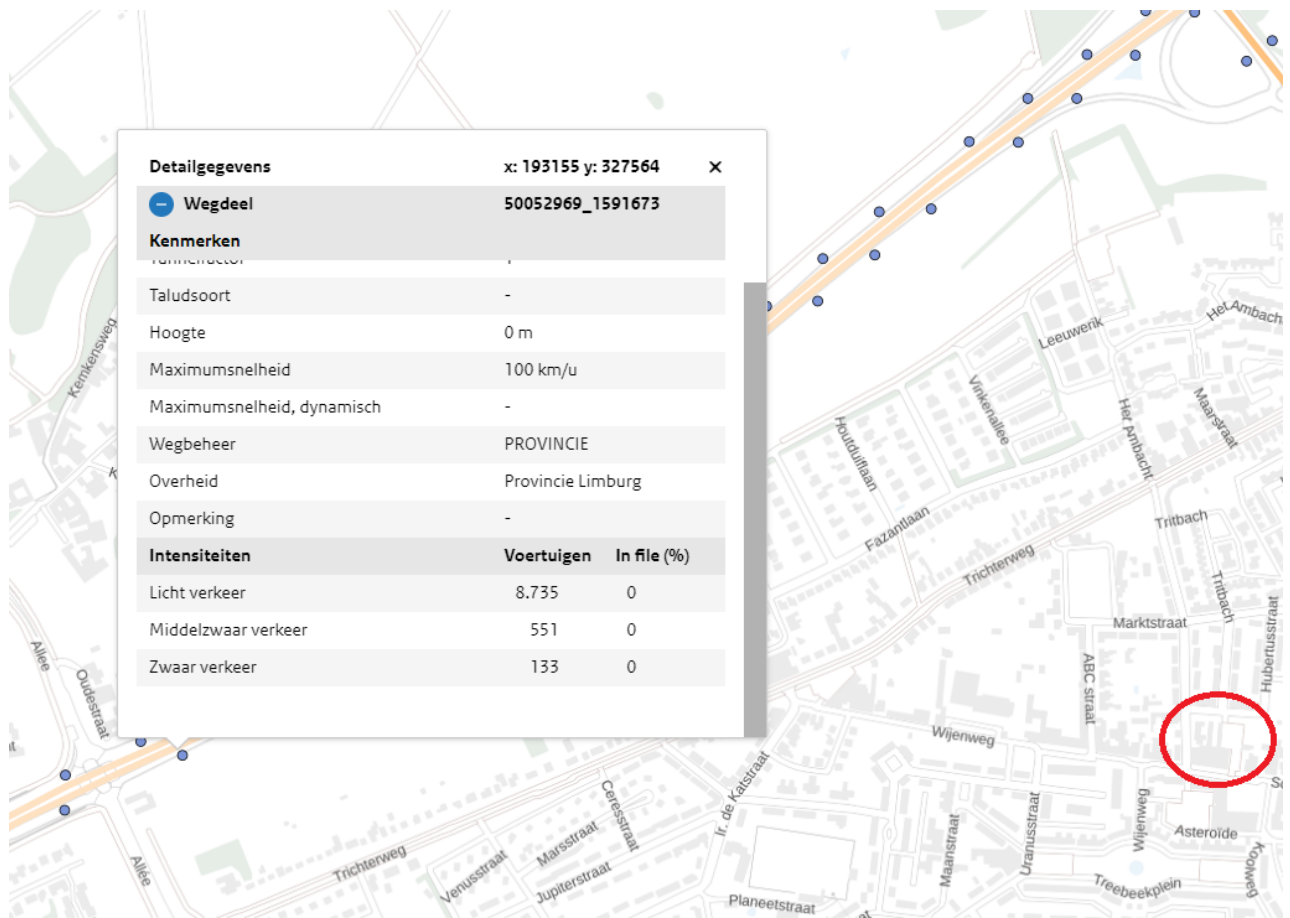 Detailgegevens x: 193155 y: 327564
Wegdeel 50052969_1591673
Kenmerken
Taludsoort -
Hoogte 0 m
Maximumsnelheid 100 km/u
Maximumsnelheid, dynamisch -
Wegbeheer PROVINCIE
Overheid Provincie Limburg
Opmerking -
Intensiteiten Voertuigen In file (%)
Licht verkeer 8.735 0
Middelzwaar verkeer 551 0
Zwaar verkeer 133 0
Kemkensweg
Allee
Oudestraat
Allée
Trichterweg
Venusstraat
Marsstraat
Jupiterstraat
Ceresstraat
Ir. de Katstraat
Planeetstraat
Leeuwerik
Het Ambacht
Vinkenallee
Houtduiflaan
Fazantlaan
Het Ambacht
Maarstraat
Trichterweg
Tritbach
Tritbach
Marktstraat
Hubertusstraat
ABC straat
Wijenweg
Wijenweg
Uranusstraat
Maanstraat
Asteroïde
Koolweg
Treebeekplein